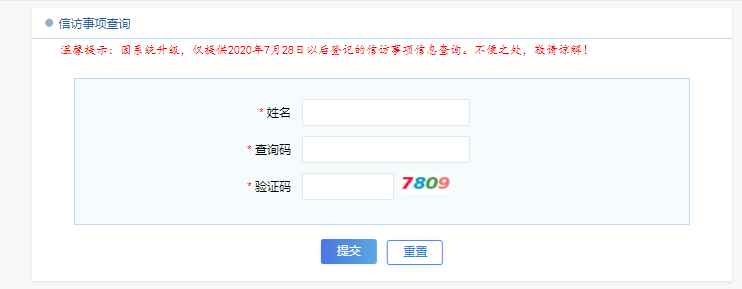 信访事项查询
温馨提示：因系统升级，仅提供2020年7月28日以后登记的信访事项信息查询。不便之处，敬请谅解！
* 姓名
* 查询码
* 验证码 7809
提交 重置